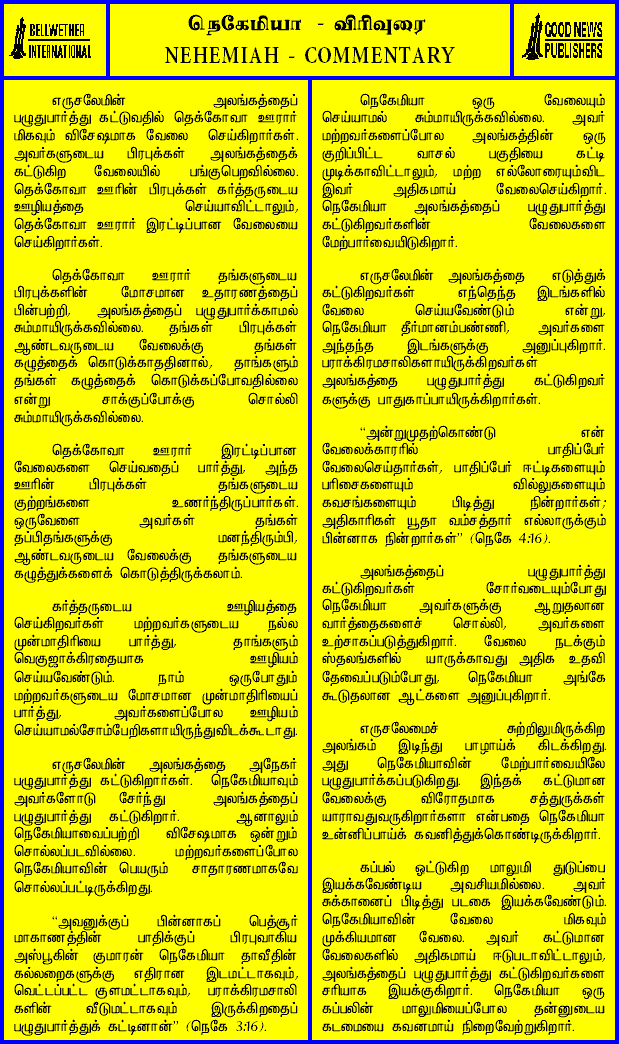 BELLWETHER
INTERNATIONAL
நெகேமியா - விரிவுரை
NEHEMIAH - COMMENTARY
GOOD NEWS
PUBLISHERS
எருசலேமின் அலங்கத்தைப்
பழுதுபார்த்து கட்டுவதில் தெக்கோவா ஊரார்
மிகவும் விசேஷமாக வேலை செய்கிறார்கள்.
அவர்களுடைய பிரபுக்கள் அலங்கத்தைக்
கட்டுகிற வேலையில் பங்குபெறவில்லை.
தெக்கோவா ஊரின் பிரபுக்கள் கர்த்தருடைய
ஊழியத்தை செய்யாவிட்டாலும்,
தெக்கோவா ஊரார் இரட்டிப்பான வேலையை
செய்கிறார்கள்.
தெக்கோவா ஊரார் தங்களுடைய
பிரபுக்களின் மோசமான உதாரணத்தைப்
பின்பற்றி, அலங்கத்தைப் பழுதுபார்க்காமல்
சும்மாயிருக்கவில்லை. தங்கள் பிரபுக்கள்
ஆண்டவருடைய வேலைக்கு தங்கள்
கழுத்தைக் கொடுக்காததினால், தாங்களும்
தங்கள் கழுத்தைக் கொடுக்கப்போவதில்லை
என்று சாக்குப்போக்கு சொல்லி
சும்மாயிருக்கவில்லை.
தெக்கோவா ஊரார் இரட்டிப்பான
வேலைகளை செய்வதைப் பார்த்து, அந்த
ஊரின் பிரபுக்கள் தங்களுடைய
குற்றங்களை உணர்ந்திருப்பார்கள்.
ஒருவேளை அவர்கள் தங்கள்
தப்பிதங்களுக்கு மனந்திரும்பி,
ஆண்டவருடைய வேலைக்கு தங்களுடைய
கழுத்துக்களைக் கொடுத்திருக்கலாம்.
கர்த்தருடைய ஊழியத்தை
செய்கிறவர்கள் மற்றவர்களுடைய நல்ல
முன்மாதிரியை பார்த்து, தாங்களும்
வெகுஜாக்கிரதையாக ஊழியம்
செய்யவேண்டும். நாம் ஒருபோதும்
மற்றவர்களுடைய மோசமான முன்மாதிரியைப்
பார்த்து, அவர்களைப்போல ஊழியம்
செய்யாமல்சோம்பேறிகளாயிருந்துவிடக்கூடாது.
எருசலேமின் அலங்கத்தை அநேகர்
பழுதுபார்த்து கட்டுகிறார்கள். நெகேமியாவும்
அவர்களோடு சேர்ந்து அலங்கத்தைப்
பழுதுபார்த்து கட்டுகிறார். ஆனாலும்
நெகேமியாவைப்பற்றி விசேஷமாக ஒன்றும்
சொல்லப்படவில்லை. மற்றவர்களைப்போல
நெகேமியாவின் பெயரும் சாதாரணமாகவே
சொல்லப்பட்டிருக்கிறது.
"அவனுக்குப் பின்னாகப் பெத்சூர்
மாகாணத்தின் பாதிக்குப் பிரபுவாகிய
அஸ்பூகின் குமாரன் நெகேமியா தாவீதின்
கல்லறைகளுக்கு எதிரான இடமட்டாகவும்,
வெட்டப்பட்ட குளமட்டாகவும், பராக்கிரமசாலி
களின் வீடுமட்டாகவும் இருக்கிறதைப்
பழுதுபார்த்துக் கட்டினான்" (நெகே 3:16).
நெகேமியா ஒரு வேலையும்
செய்யாமல் சும்மாயிருக்கவில்லை. அவர்
மற்றவர்களைப்போல அலங்கத்தின் ஒரு
குறிப்பிட்ட வாசல் பகுதியை கட்டி
முடிக்காவிட்டாலும், மற்ற எல்லோரையும்விட
இவர் அதிகமாய் வேலைசெய்கிறார்.
நெகேமியா அலங்கத்தைப் பழுதுபார்த்து
கட்டுகிறவர்களின் வேலைகளை
மேற்பார்வையிடுகிறார்.
எருசலேமின் அலங்கத்தை எடுத்துக்
கட்டுகிறவர்கள் எந்தெந்த இடங்களில்
வேலை செய்யவேண்டும் என்று,
நெகேமியா தீர்மானம்பண்ணி, அவர்களை
அந்தந்த இடங்களுக்கு அனுப்புகிறார்.
பராக்கிரமசாலிகளாயிருக்கிறவர்கள்
அலங்கத்தை பழுதுபார்த்து கட்டுகிறவர்
களுக்கு பாதுகாப்பாயிருக்கிறார்கள்.
"அன்றுமுதற்கொண்டு என்
வேலைக்காரரில் பாதிப்பேர்
வேலைசெய்தார்கள், பாதிப்பேர் ஈட்டிகளையும்
பரிசைகளையும் வில்லுகளையும்
கவசங்களையும் பிடித்து நின்றார்கள்;
அதிகாரிகள் யூதா வம்சத்தார் எல்லாருக்கும்
பின்னாக நின்றார்கள்" (நெகே 4:16).
அலங்கத்தைப் பழுதுபார்த்து
கட்டுகிறவர்கள் சோர்வடையும்போது
நெகேமியா அவர்களுக்கு ஆறுதலான
வார்த்தைகளைச் சொல்லி, அவர்களை
உற்சாகப்படுத்துகிறார். வேலை நடக்கும்
ஸ்தலங்களில் யாருக்காவது அதிக உதவி
தேவைப்படும்போது, நெகேமியா அங்கே
கூடுதலான ஆட்களை அனுப்புகிறார்.
எருசலேமைச் சுற்றிலுமிருக்கிற
அலங்கம் இடிந்து பாழாய்க் கிடக்கிறது.
அது நெகேமியாவின் மேற்பார்வையிலே
பழுதுபார்க்கப்படுகிறது. இந்தக் கட்டுமான
வேலைக்கு விரோதமாக சத்துருக்கள்
யாராவதுவருகிறார்களா என்பதை நெகேமியா
உன்னிப்பாய்க் கவனித்துக்கொண்டிருக்கிறார்.
கப்பல் ஓட்டுகிற மாலுமி துடுப்பை
இயக்கவேண்டிய அவசியமில்லை. அவர்
சுக்கானைப் பிடித்து படகை இயக்கவேண்டும்.
நெகேமியாவின் வேலை மிகவும்
முக்கியமான வேலை. அவர் கட்டுமான
வேலைகளில் அதிகமாய் ஈடுபடாவிட்டாலும்,
அலங்கத்தைப் பழுதுபார்த்து கட்டுகிறவர்களை
சரியாக இயக்குகிறார். நெகேமியா ஒரு
கப்பலின் மாலுமியைப்போல தன்னுடைய
கடமையை கவனமாய் நிறைவேற்றுகிறார்.